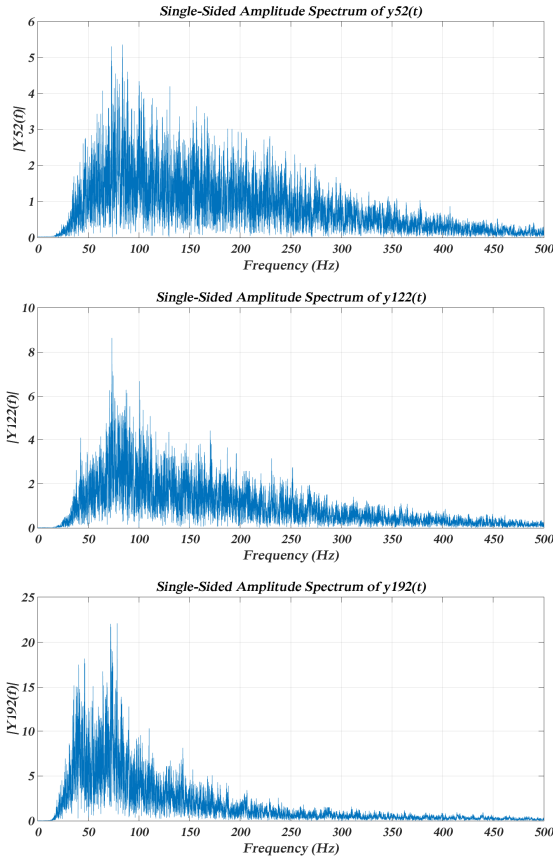 Single-Sided Amplitude Spectrum of y52(t)
6
5
4
3
2
1
0
|Y52(f)|
0 50 100 150 200 250 300 350 400 450 500
Frequency (Hz)
Single-Sided Amplitude Spectrum of y122(t)
10
8
6
4
2
0
|Y122(f)|
0 50 100 150 200 250 300 350 400 450 500
Frequency (Hz)
Single-Sided Amplitude Spectrum of y192(t)
25
20
15
10
5
0
|Y192(f)|
0 50 100 150 200 250 300 350 400 450 500
Frequency (Hz)